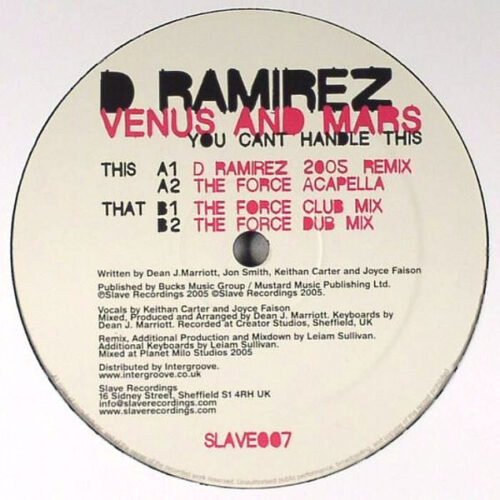 D RAMIREZ
VENUS AND MARS
YOU CANT HANDLE THIS
THIS A1 D RAMIREZ 2005 REMIX
A2 THE FORCE ACAPELLA
THAT B1 THE FORCE CLUB MIX
B2 THE FORCE DUB MIX
Written by Dean J.Marriott, Jon Smith, Keithan Carter and Joyce Faison
Published by Bucks Music Group / Mustard Music Publishing Ltd.
℗Slave Recordings 2005 ©Slave Recordings 2005.
Vocals by Keithan Carter and Joyce Faison
Mixed, Produced and Arranged by Dean J. Marriott. Keyboards by
Dean J. Marriott. Recorded at Creator Studios, Sheffield, UK
Remix, Additional Production and Mixdown by Leiam Sullivan.
Additional Keyboards by Leiam Sullivan.
Mixed at Planet Milo Studios 2005
Distributed by Intergroove.
www.intergroove.co.uk
Slave Recordings
16 Sidney Street, Sheffield S1 4RH UK
info@slaverecordings.com
www.slaverecordings.com
SLAVE007